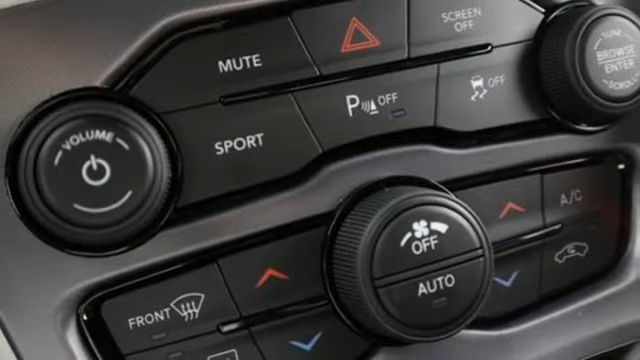 MUTE
SCREEN
OFF
VOLUME
SPORT
P OFF
OFF
TUNE
BROWSE
ENTER
SCROLL
OFF
AUTO
A/C
FRONT